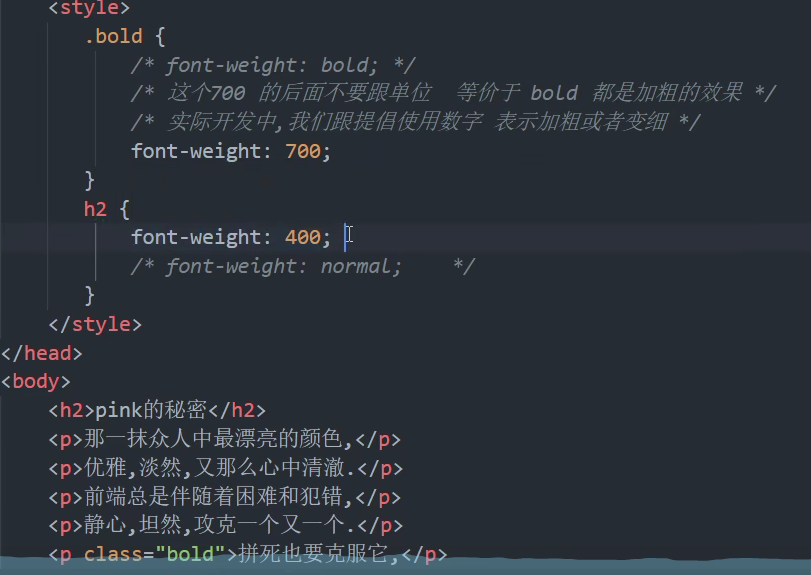 <style>
.bold {
/* font-weight: bold; */
/* 这个700 的后面不要跟单位  等价于 bold 都是加粗的效果 */
/* 实际开发中,我们跟提倡使用数字 表示加粗或者变细 */
font-weight: 700;
}
h2 {
font-weight: 400;
/* font-weight: normal;    */
}
</style>
</head>
<body>
<h2>pink的秘密</h2>
<p>那一抹众人中最漂亮的颜色,</p>
<p>优雅,淡然,又那么心中清澈.</p>
<p>前端总是伴随着困难和犯错,</p>
<p>静心,坦然,攻克一个又一个.</p>
<p class="bold">拼死也要克服它,</p>